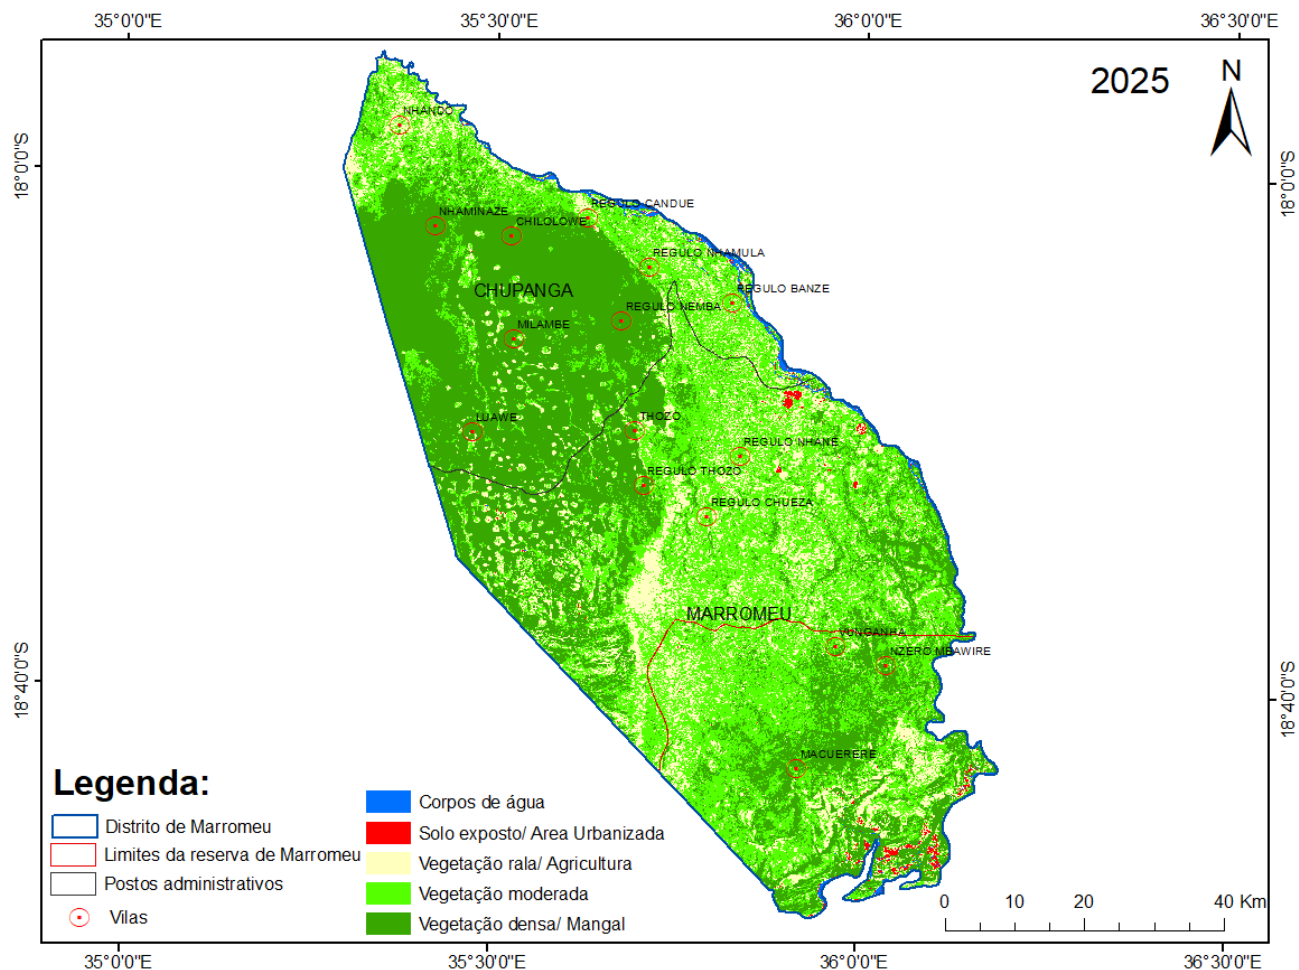 35°0'0"E 35°30'0"E 36°0'0"E 36°30'0"E
2025
N
18°0'0"S 18°0'0"S
NHANDO
REGULO CANDUE
NHAMINAZE
CHILOLOWE
REGULO NHAMULA
CHUPANGA
REGULO BANZE
REGULO NEMBA
MILAMBE
LUAWE
THOZO
REGULO NHANE
REGULO THOZO
REGULO CHUEZA
MARROMEU
VUNGANHA
NZERO MBAWIRE
18°40'0"S 18°40'0"S
MACUERERE
Legenda:
Distrito de Marromeu
Limites da reserva de Marromeu
Postos administrativos
Vilas
Corpos de água
Solo exposto/ Area Urbanizada
Vegetação rala/ Agricultura
Vegetação moderada
Vegetação densa/ Mangal
0 10 20 40 Km
35°0'0"E 35°30'0"E 36°0'0"E 36°30'0"E